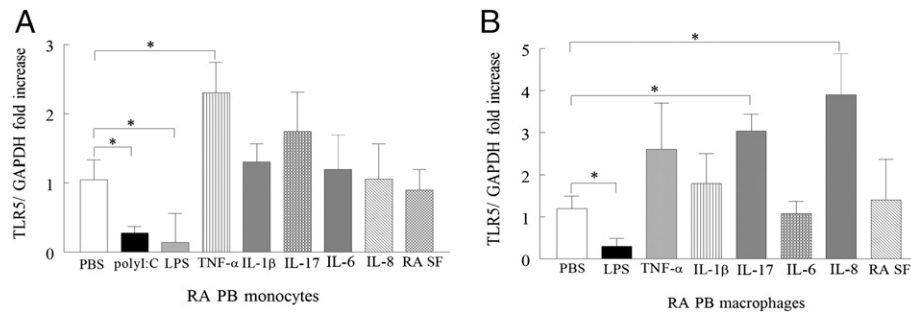 A
TLR5/ GAPDH fold increase
3
2
1
0
*
*
*
PBS polyI:C LPS TNF-α IL-1β IL-17 IL-6 IL-8 RA SF
RA PB monocytes
B
TLR5/ GAPDH fold increase
5
4
3
2
1
0
*
*
*
PBS LPS TNF-α IL-1β IL-17 IL-6 IL-8 RA SF
RA PB macrophages